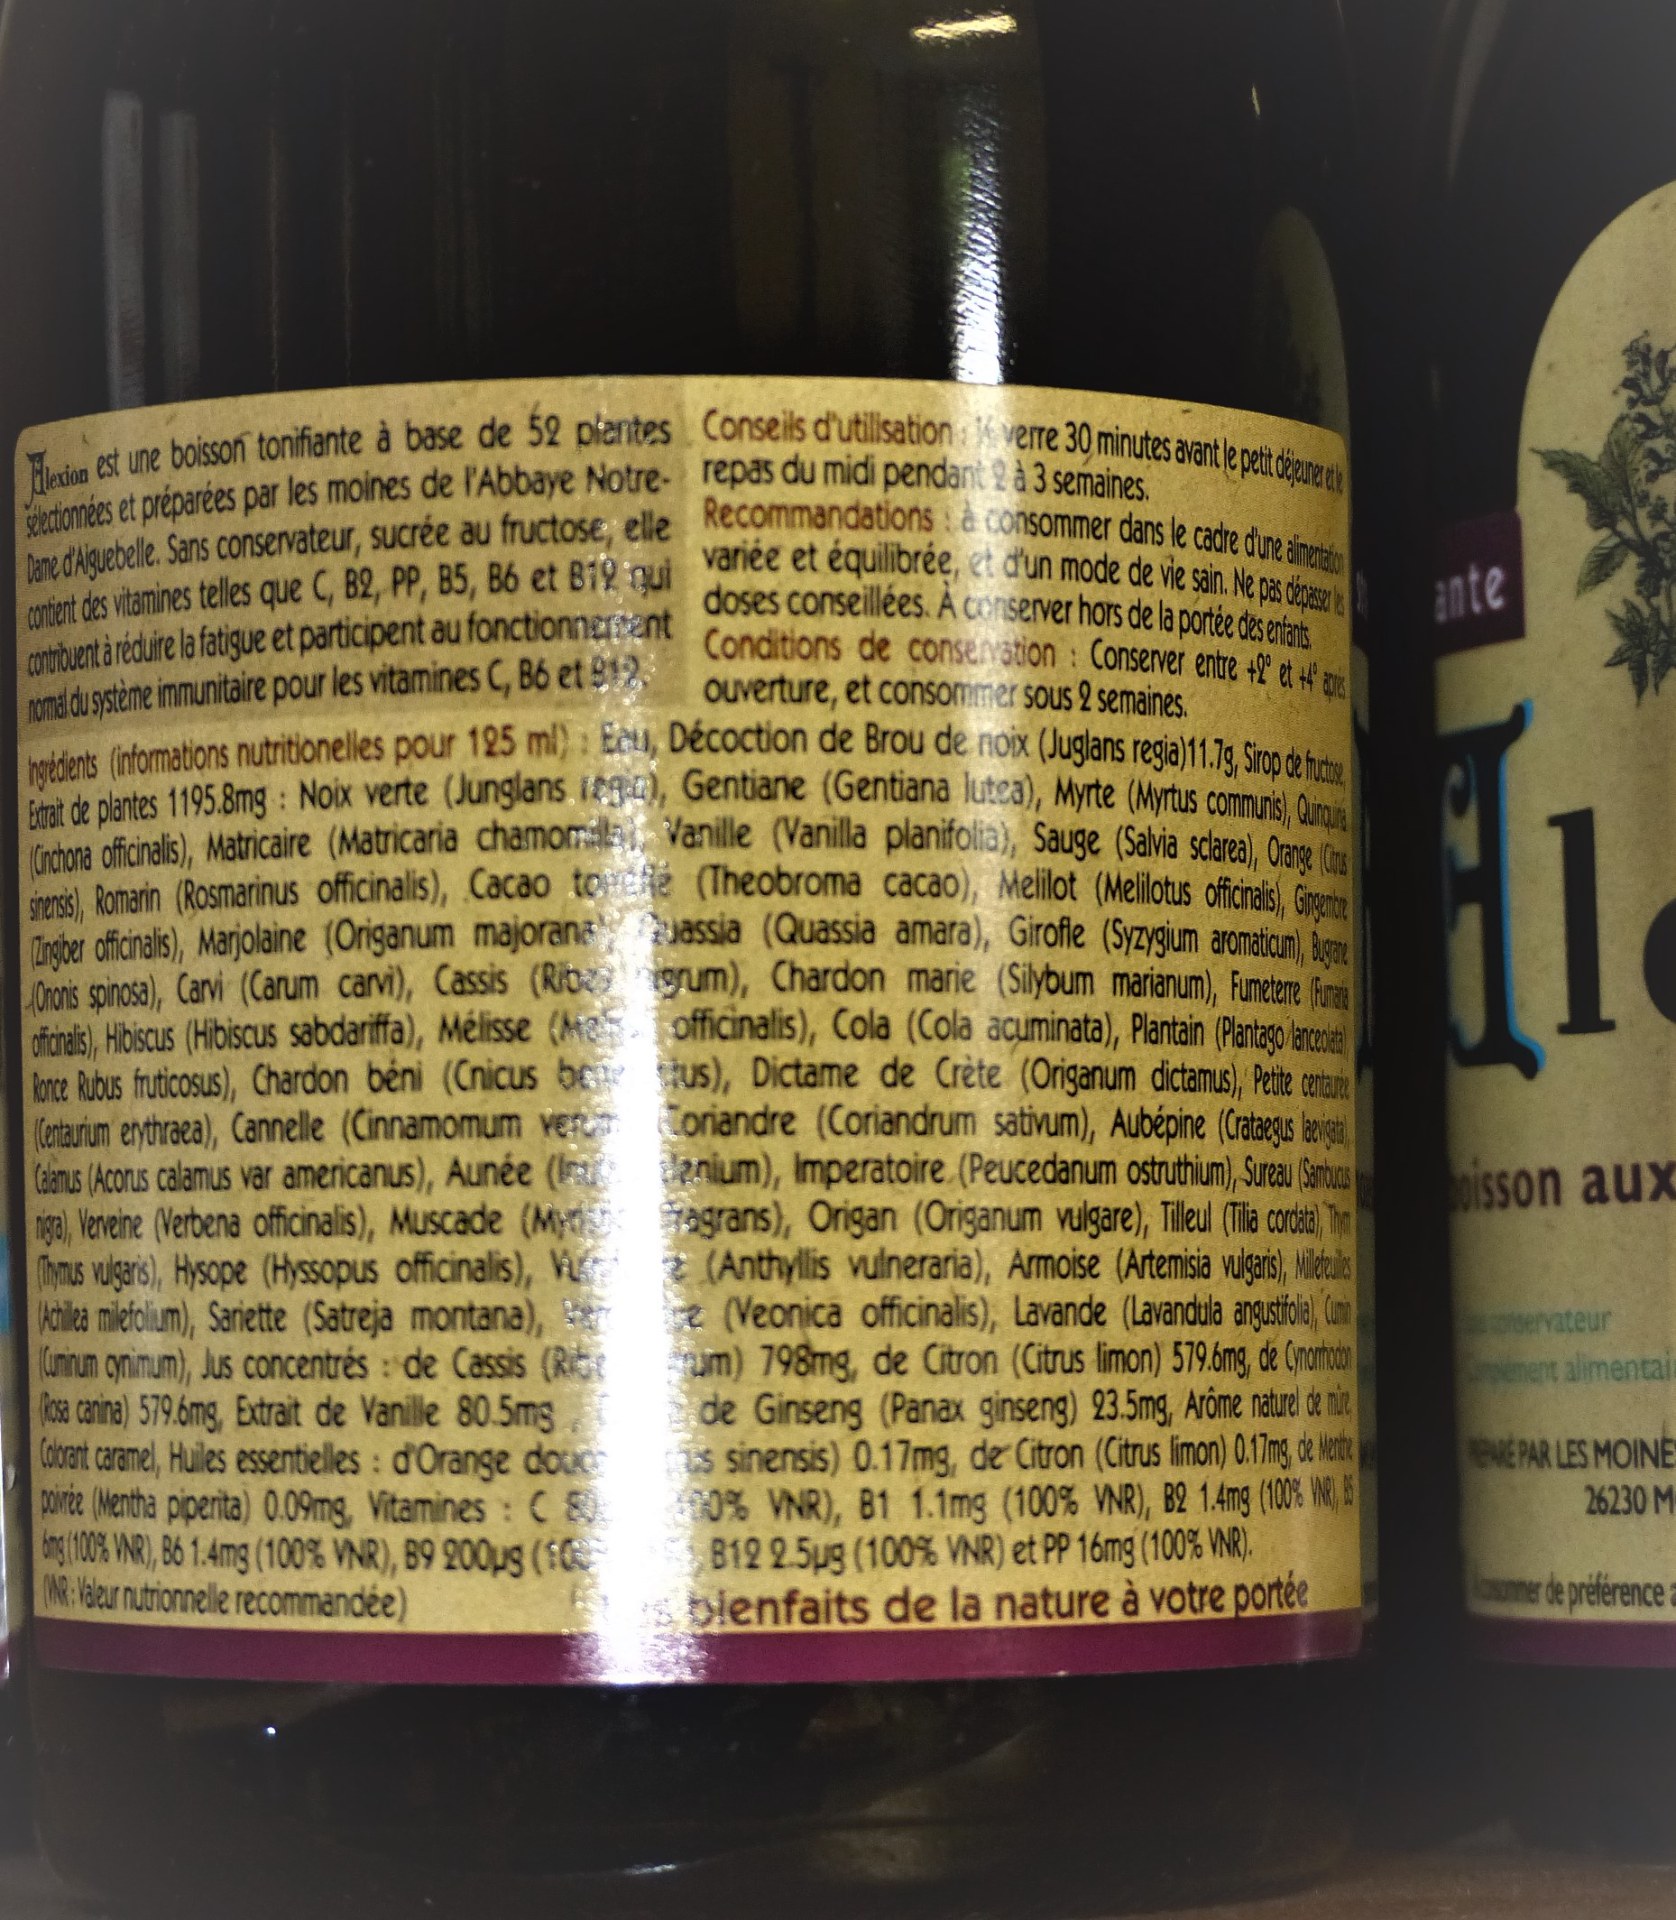 Alexion est une boisson tonifiante à base de 52 plantes
sélectionnées et préparées par les moines de l'Abbaye Notre-
Dame d'Aiguebelle. Sans conservateur, sucrée au fructose, elle
contient des vitamines telles que C, B2, PP, B5, B6 et B12 qui
contribuent à réduire la fatigue et participent au fonctionnement
normal du système immunitaire pour les vitamines C, B6 et B12.
Conseils d'utilisation : verre 30 minutes avant le petit déjeuner et le
repas du midi pendant 2 à 3 semaines.
Recommandations : à consommer dans le cadre d'une alimentation
variée et équilibrée, et d'un mode de vie sain. Ne pas dépasser les
doses conseillées. À conserver hors de la portée des enfants.
Conditions de conservation : Conserver entre +2° et +4° après
ouverture, et consommer sous 2 semaines.
Ingrédients (informations nutritionelles pour 125 ml) : Eau, Décoction de Brou de noix (Juglans regia)11.7g, Sirop de fructose,
Extrait de plantes 1195.8mg : Noix verte (Junglans regia), Gentiane (Gentiana lutea), Myrte (Myrtus communis), Quinquina
(Cinchona officinalis), Matricaire (Matricaria chamomilla), Vanille (Vanilla planifolia), Sauge (Salvia sclarea), Orange (Citrus
sinensis), Romarin (Rosmarinus officinalis), Cacao torréfié (Theobroma cacao), Melilot (Melilotus officinalis), Gingembre
(Zingiber officinalis), Marjolaine (Origanum majorana), Quassia (Quassia amara), Girofle (Syzygium aromaticum), Bugrane
(Ononis spinosa), Carvi (Carum carvi), Cassis (Ribes nigrum), Chardon marie (Silybum marianum), Fumeterre (Fumana
officinalis), Hibiscus (Hibiscus sabdariffa), Mélisse officinalis), Cola (Cola acuminata), Plantain (Plantago lanceolata)
Ronce Rubus fruticosus), Chardon béni (Cnicus Dictame de Crète (Origanum dictamus), Petite centaurée
(Centaurium erythraea), Cannelle (Cinnamomum verum Coriandre (Coriandrum sativum), Aubépine (Crataegus laevigata),
Calamus (Acorus calamus var americanus), Aunée Imperatoire (Peucedanum ostruthium), Sureau (Sambucus
nigra), Verveine (Verbena officinalis), Muscade fragrans), Origan (Origanum vulgare), Tilleul (Tilia cordata), Thym
(Thymus vulgaris), Hysope (Hyssopus officinalis), (Anthyllis vulneraria), Armoise (Artemisia vulgaris), Millefeuilles
(Achillea milefolium), Sariette (Satreja montana), (Veonica officinalis), Lavande (Lavandula angustifolia), Cumin
(Cuminum cynimum), Jus concentrés : de Cassis 798mg, de Citron (Citrus limon) 579.6mg, de Cynorrhodon
(Rosa canina) 579.6mg, Extrait de Vanille 80.5mg , de Ginseng (Panax ginseng) 23.5mg, Arôme naturel de mûre,
Colorant caramel, Huiles essentielles : d'Orange sinensis) 0.17mg, de Citron (Citrus limon) 0.17mg, de Menthe
poivrée (Mentha piperita) 0.09mg, Vitamines : C VNR), B1 1.1mg (100% VNR), B2 1.4mg (100% VNR), B5
6mg (100% VNR), B6 1.4mg (100% VNR), B9 200µg B12 2.5µg (100% VNR) et PP 16mg (100% VNR).
(VNR : Valeur nutrionnelle recommandée)
bienfaits de la nature à votre portée
ante
Al
boisson aux
conservateur
alimentai
PRÉPARÉ PAR LES MOINE
26230 M
consommer de préférence a